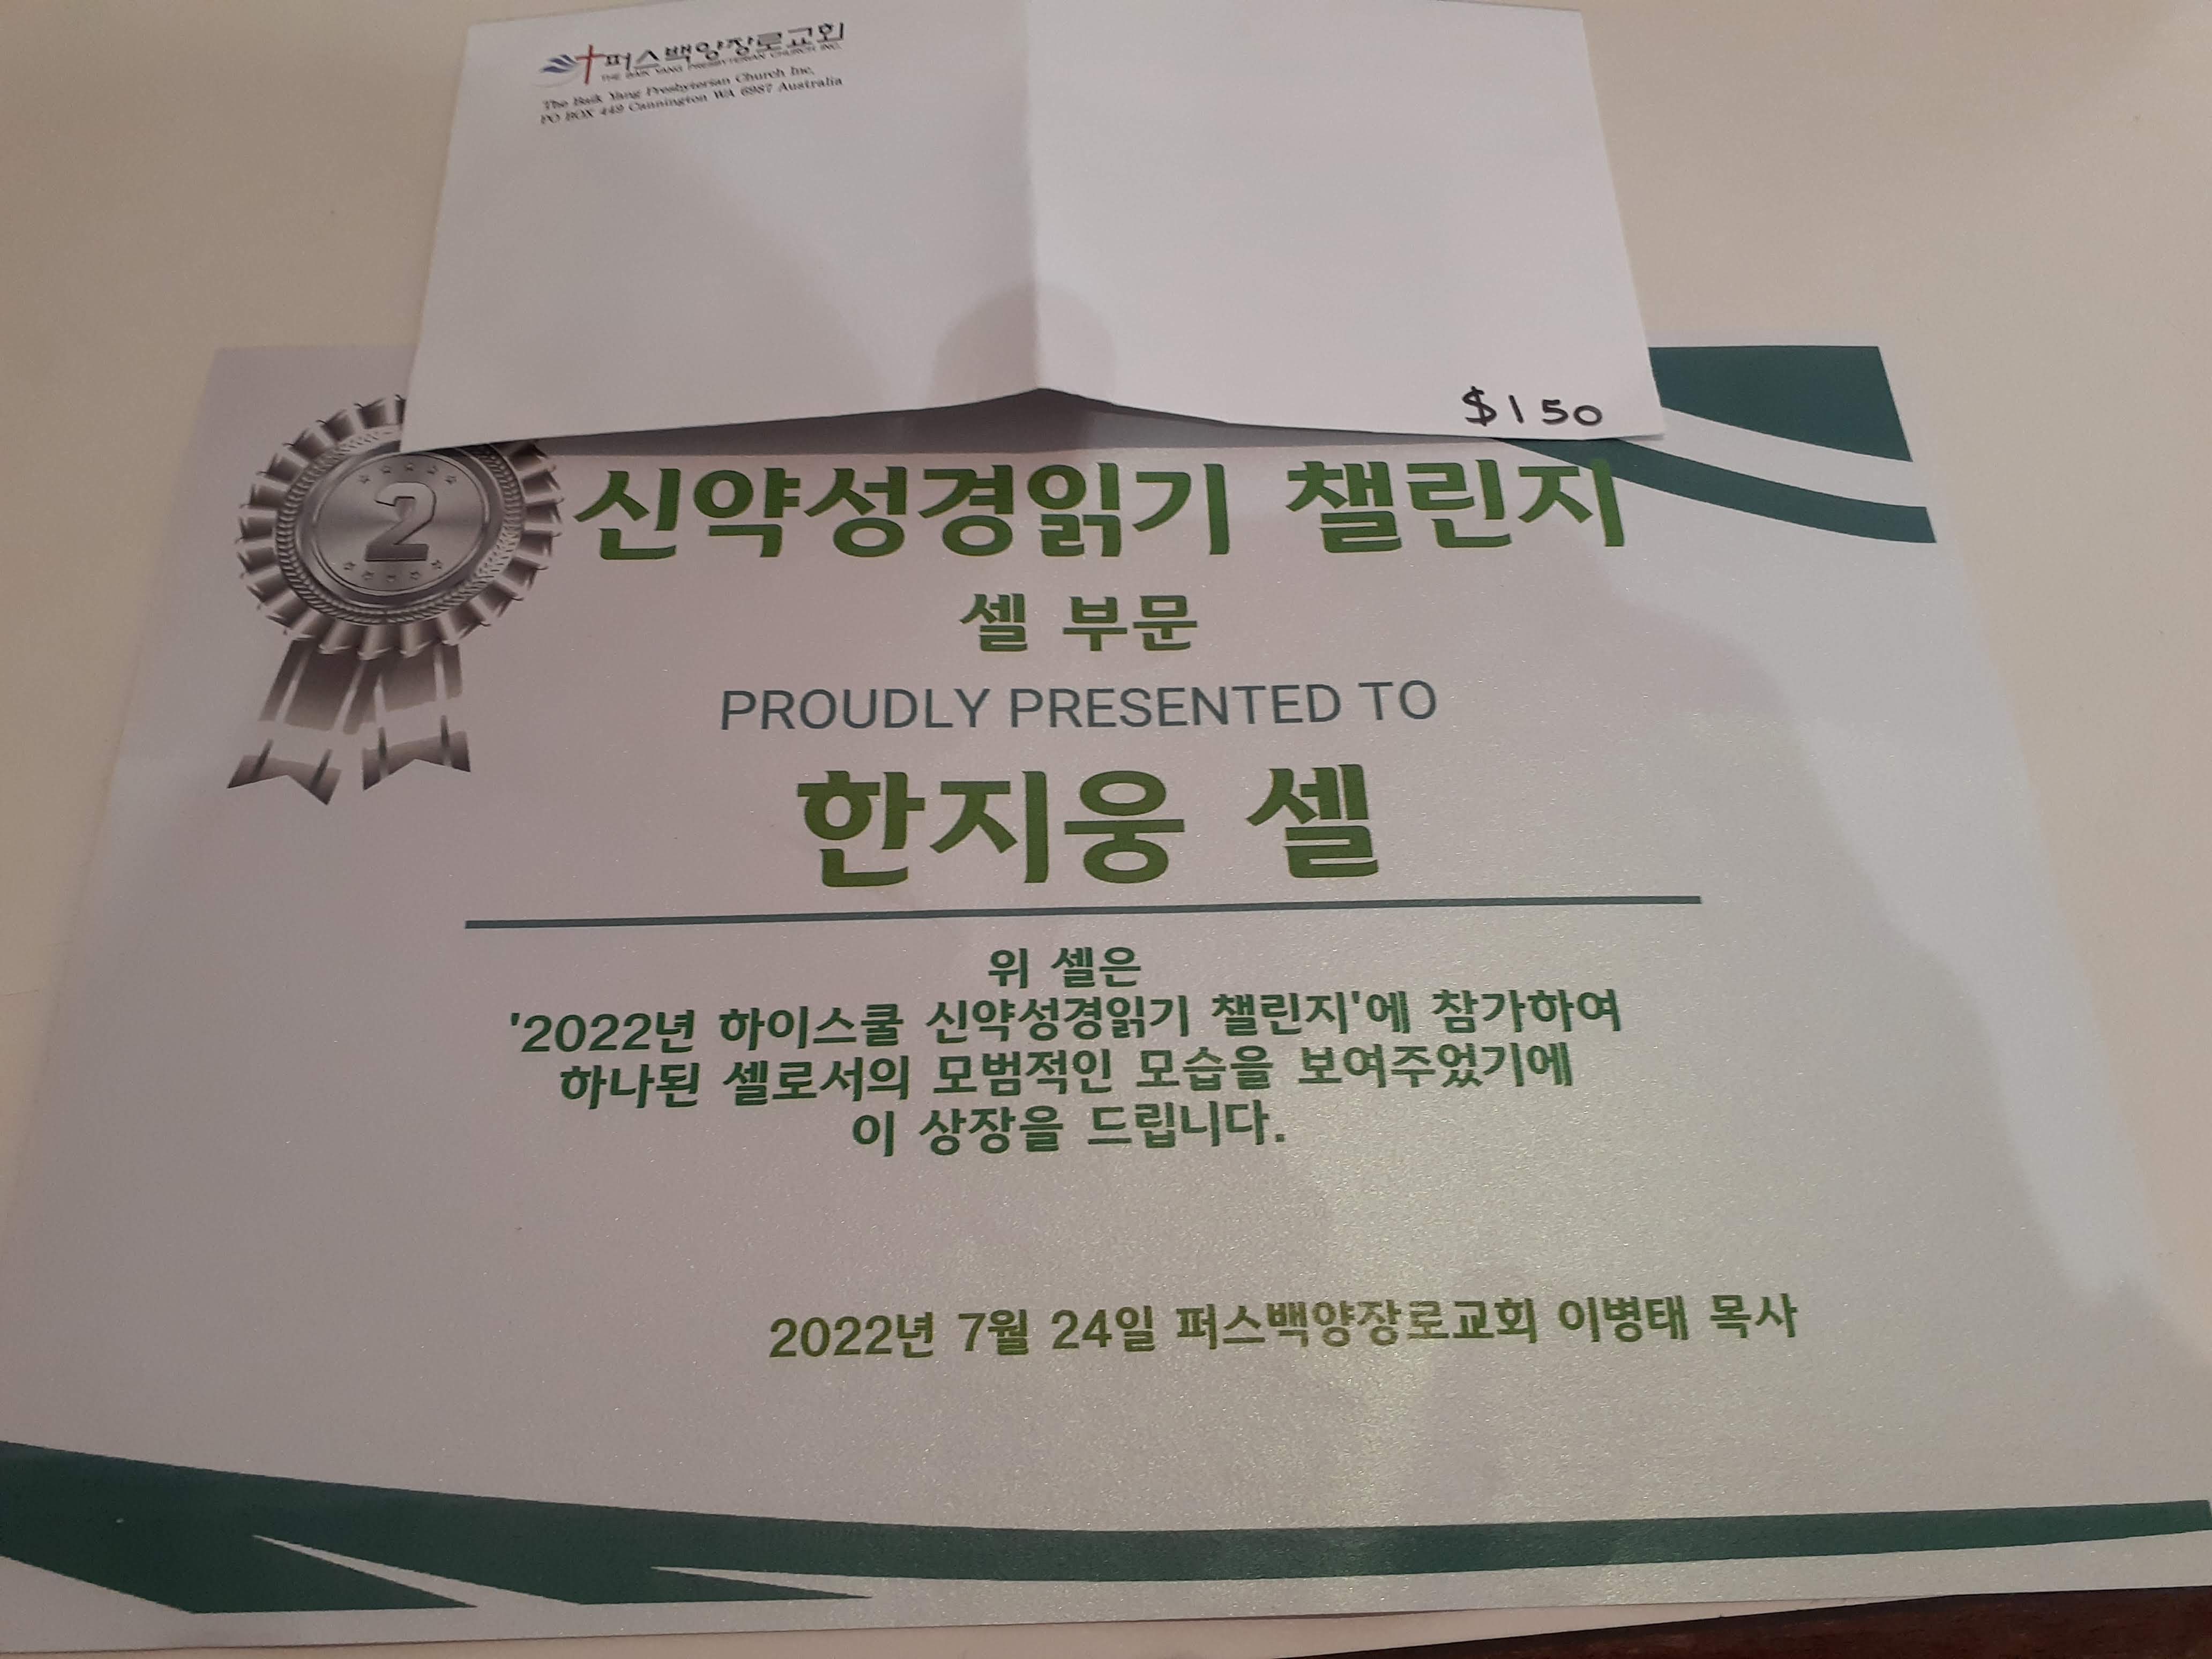 퍼스백양장로교회
THE BAIK YANG PRESBYTERIAN CHURCH INC.
The Baik Yang Presbyterian Church Inc.
PO BOX 449 Cannington WA 6987 Australia
$150
2
신약성경읽기 챌린지
셀 부문
PROUDLY PRESENTED TO
한지웅 셀
위 셀은
'2022년 하이스쿨 신약성경읽기 챌린지'에 참가하여
하나된 셀로서의 모범적인 모습을 보여주었기에
이 상장을 드립니다.
2022년 7월 24일 퍼스백양장로교회 이병태 목사